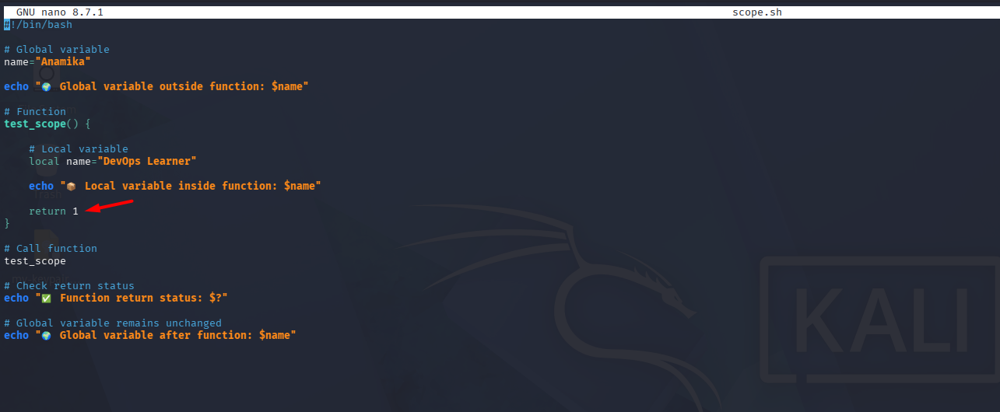 GNU nano 8.7.1 scope.sh
#!/bin/bash
# Global variable
name="Anamika"
echo "🌍 Global variable outside function: $name"
# Function
test_scope() {
    # Local variable
    local name="DevOps Learner"
    echo "📦 Local variable inside function: $name"
    return 1
}
# Call function
test_scope
# Check return status
echo "✅ Function return status: $?"
# Global variable remains unchanged
echo "🌍 Global variable after function: $name"
KALI